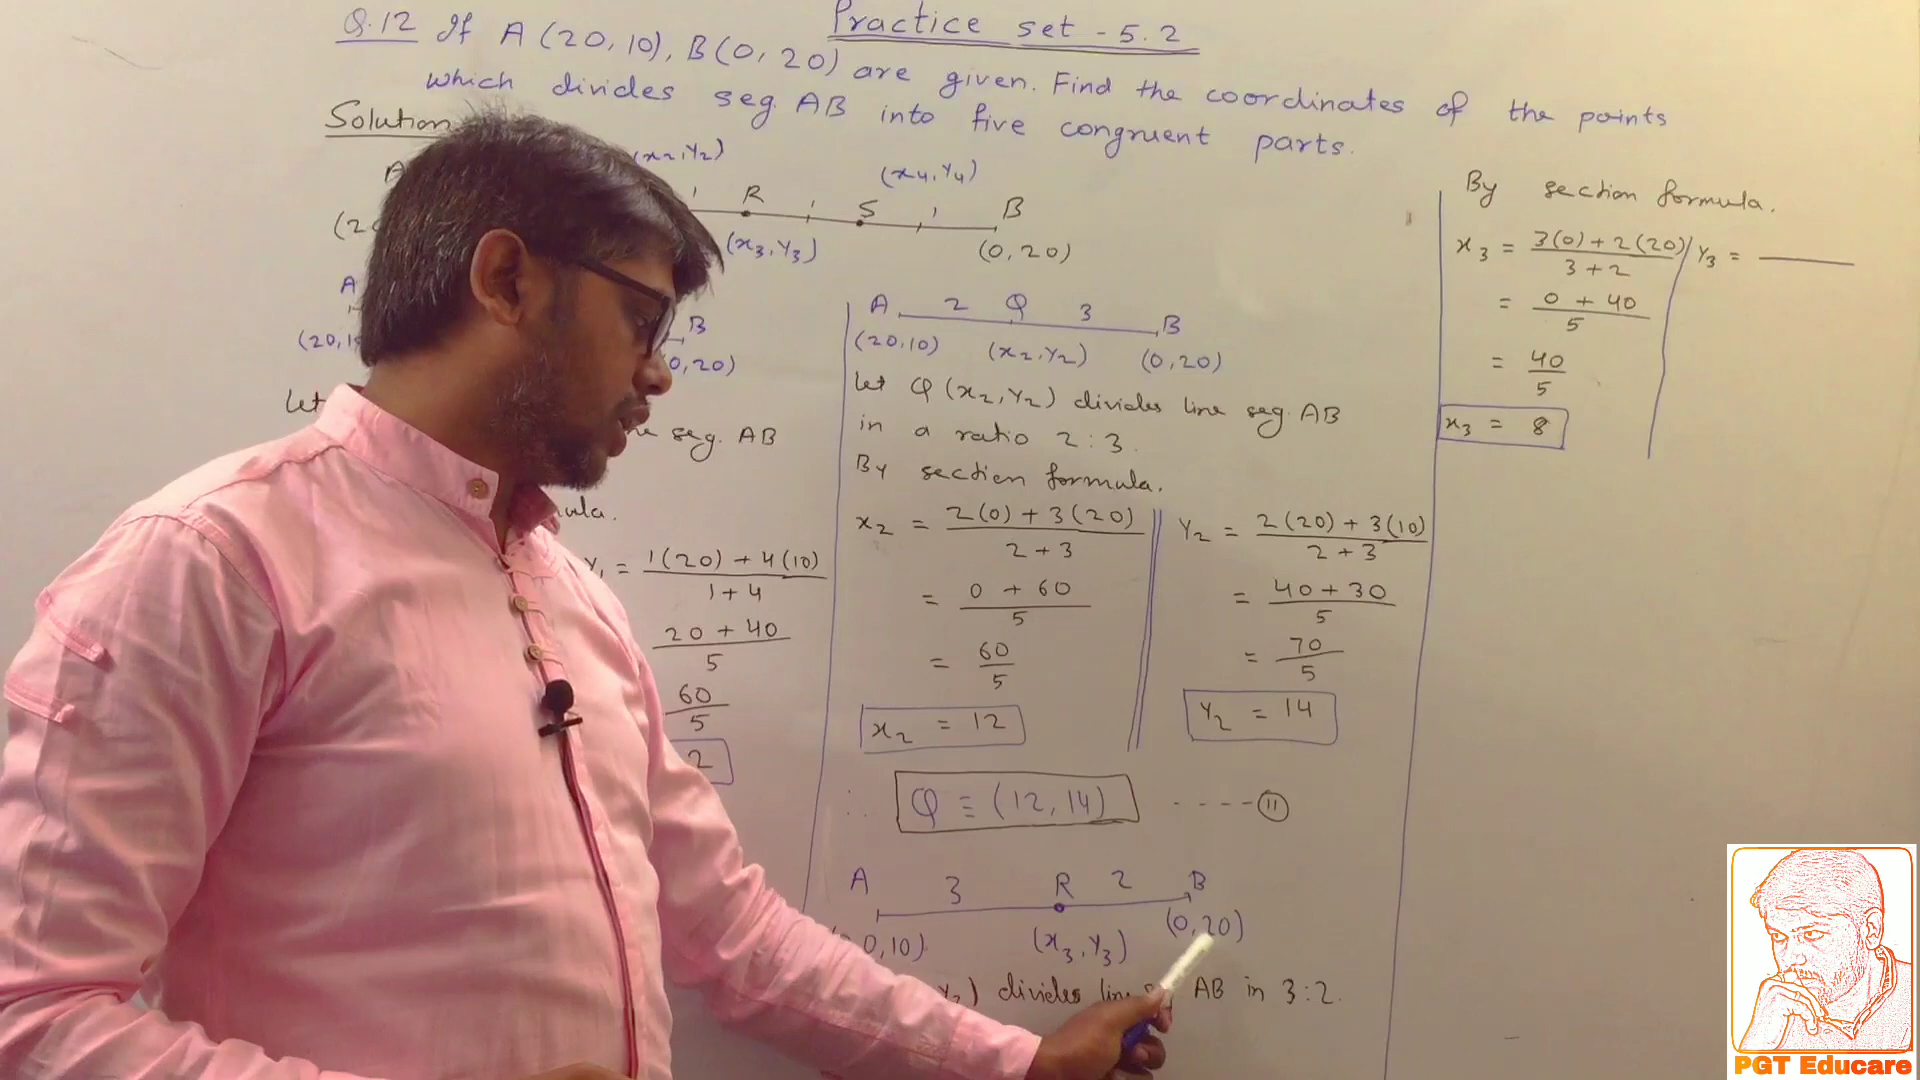 Practice set - 5.2
Q.12 If A (20, 10), B (0, 20) are given. Find the coordinates of the points
which divides seg. AB into five congruent parts.
Solution
A
(x2, y2)
(x4, y4)
1 R 1 S 1 B
(x3, y3)
(0, 20)
A
B
(20,1
0, 20)
Let
seg. AB
y1 = 1(20) + 4(10)
1 + 4
20 + 40
5
60
5
2
A 2 Q 3 B
(20,10) (x2, y2) (0, 20)
Let Q (x2, y2) divides line seg. AB
in a ratio 2 : 3.
By section formula.
x2 = 2(0) + 3(20)
2 + 3
= 0 + 60
5
= 60
5
x2 = 12
y2 = 2(20) + 3(10)
2 + 3
= 40 + 30
5
= 70
5
y2 = 14
∴ Q ≡ (12, 14) ----- II
A 3 R 2 B
0,10) (x3, y3) (0, 20)
) divides AB in 3:2.
By section formula.
x3 = 3(0) + 2(20)
3 + 2
= 0 + 40
5
= 40
5
x3 = 8
y3 =
PGT Educare